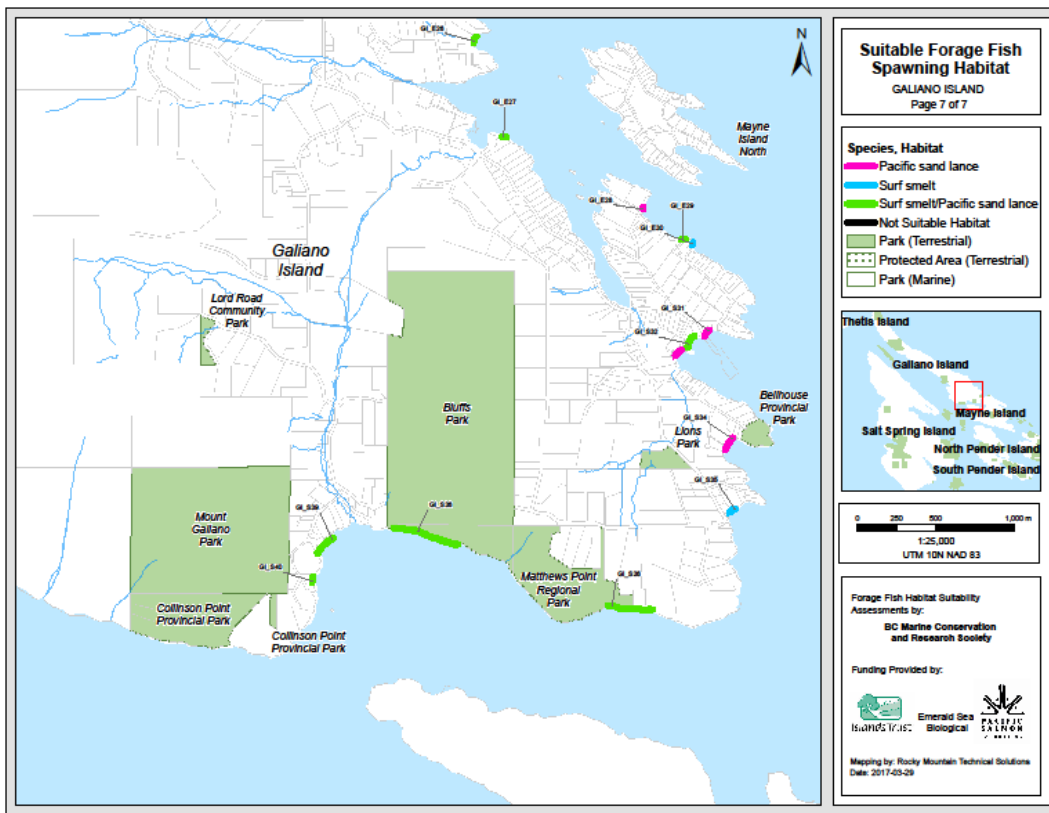 GI_E26
N
GI_E27
Mayne
Island
North
GI_E28
GI_E29
GI_E30
Galiano
Island
Lord Road
Community
Park
GI_S31
GI_S32
Bluffs
Park
Bellhouse
Provincial
Park
GI_S34
Lions
Park
GI_S35
Mount
Galiano
Park
GI_S39
GI_S38
GI_S40
Matthews Point
Regional
Park
GI_S36
Collinson Point
Provincial Park
Collinson Point
Provincial Park
Suitable Forage Fish
Spawning Habitat
GALIANO ISLAND
Page 7 of 7
Species, Habitat
Pacific sand lance
Surf smelt
Surf smelt/Pacific sand lance
Not Suitable Habitat
Park (Terrestrial)
Protected Area (Terrestrial)
Park (Marine)
Thetis Island
Galiano Island
Mayne Island
Salt Spring Island
North Pender Island
South Pender Island
0 250 500 1,000 m
1:25,000
UTM 10N NAD 83
Forage Fish Habitat Suitability
Assessments by:
BC Marine Conservation
and Research Society
Funding Provided by:
Islands Trust
Emerald Sea
Biological
PACIFIC
SALMON
Mapping by: Rocky Mountain Technical Solutions
Date: 2017-03-29